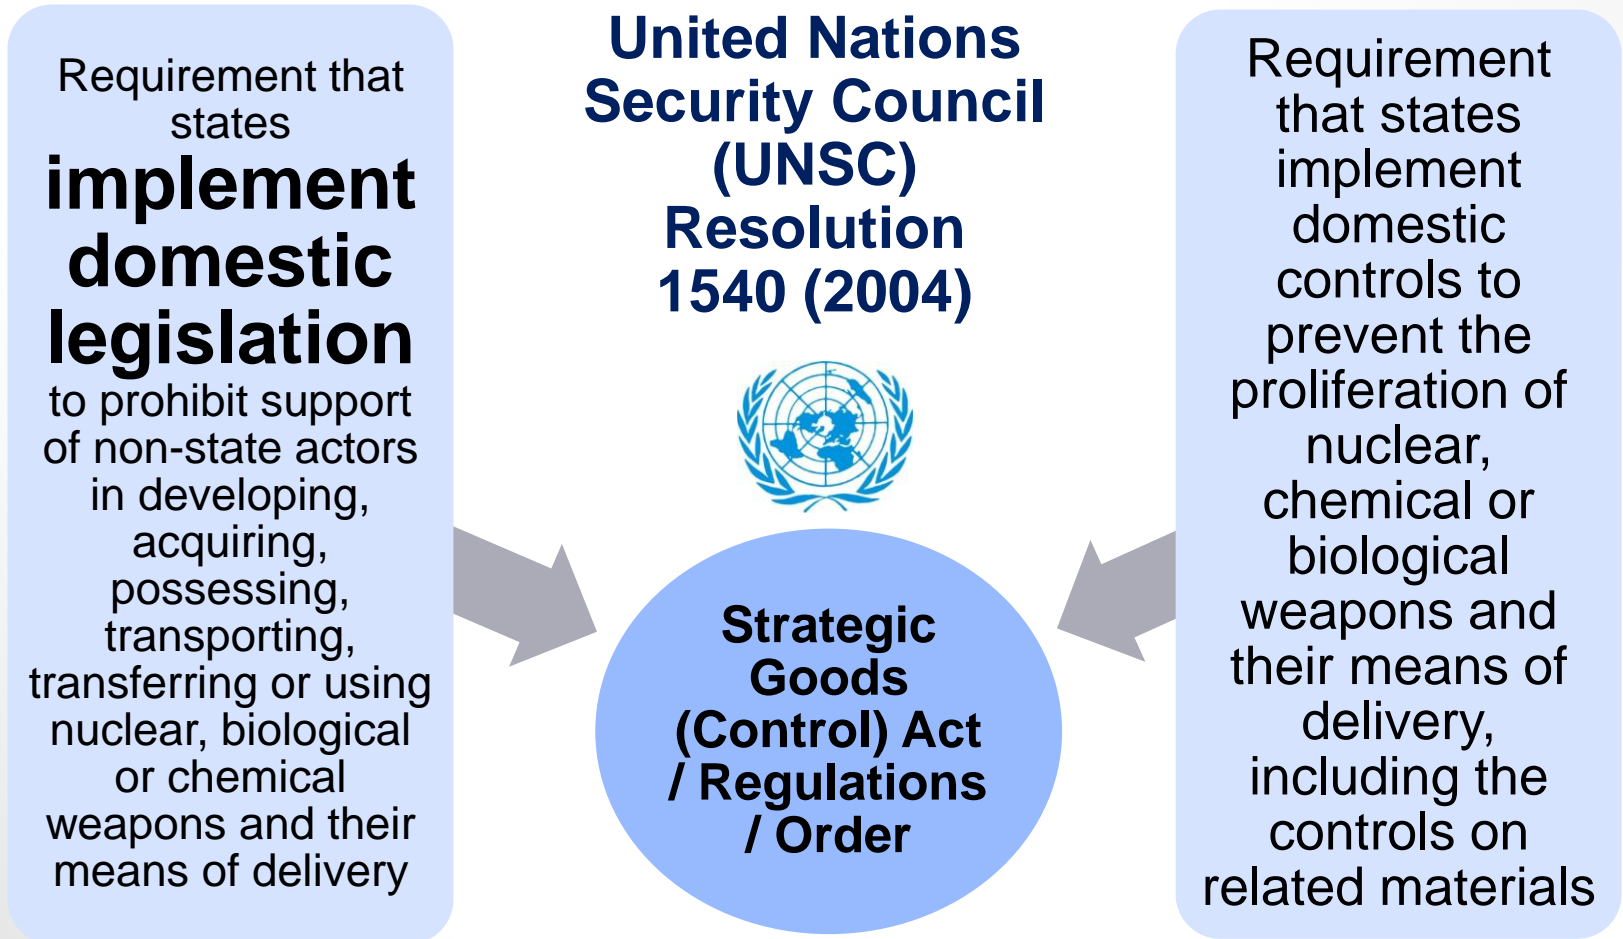 Requirement that
states
implement
domestic
legislation
to prohibit support
of non-state actors
in developing,
acquiring,
possessing,
transporting,
transferring or using
nuclear, biological
or chemical
weapons and their
means of delivery
United Nations
Security Council
(UNSC)
Resolution
1540 (2004)
Strategic
Goods
(Control) Act
/ Regulations
/ Order
Requirement
that states
implement
domestic
controls to
prevent the
proliferation of
nuclear,
chemical or
biological
weapons and
their means of
delivery,
including the
controls on
related materials